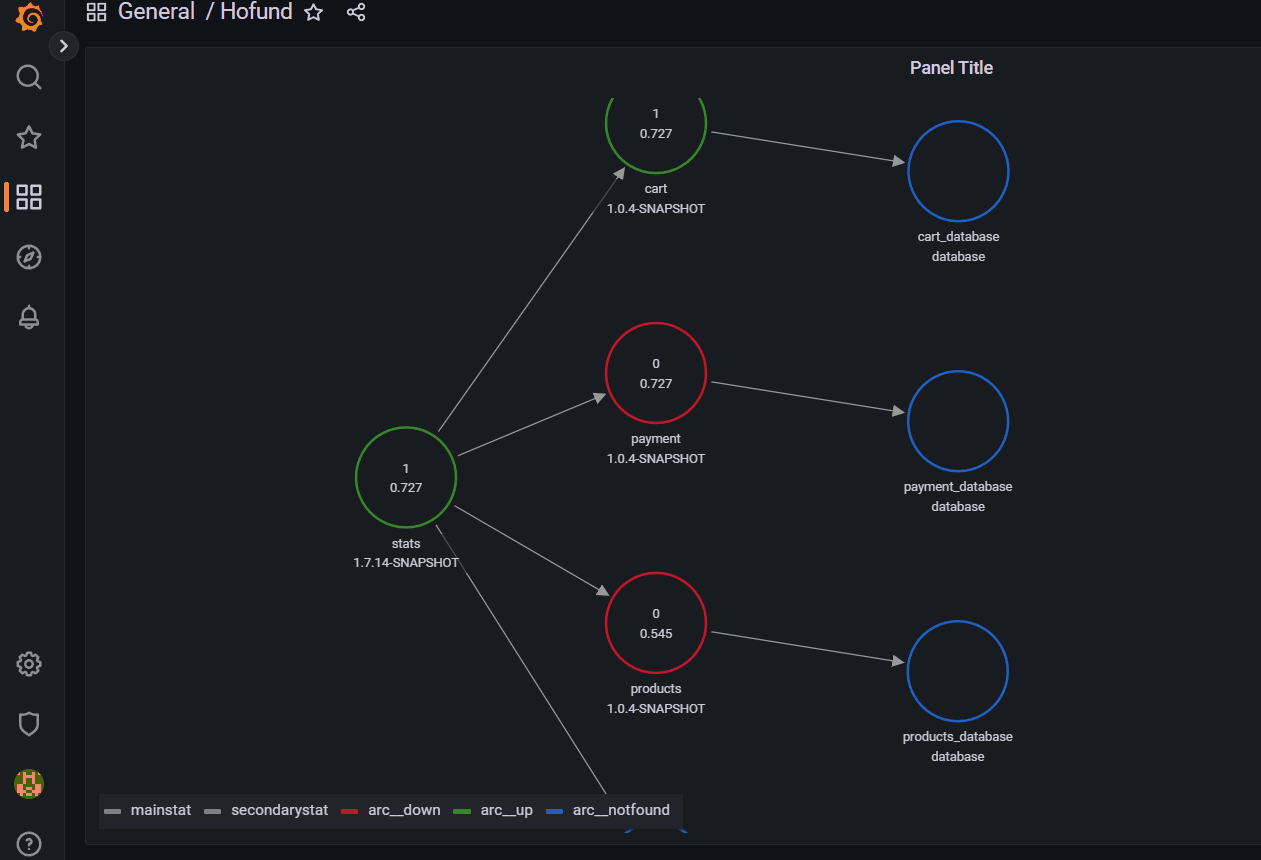 General / Hofund
Panel Title
1
0.727
cart
1.0.4-SNAPSHOT
cart_database
database
0
0.727
payment
1.0.4-SNAPSHOT
payment_database
database
1
0.727
stats
1.7.14-SNAPSHOT
0
0.545
products
1.0.4-SNAPSHOT
products_database
database
mainstat secondarystat arc__down arc__up arc__notfound